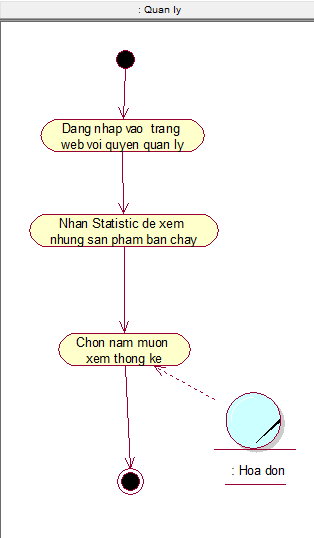 : Quan ly
Dang nhap vao trang
web voi quyen quan ly
Nhan Statistic de xem
nhung san pham ban chay
Chon nam muon
xem thong ke
: Hoa don